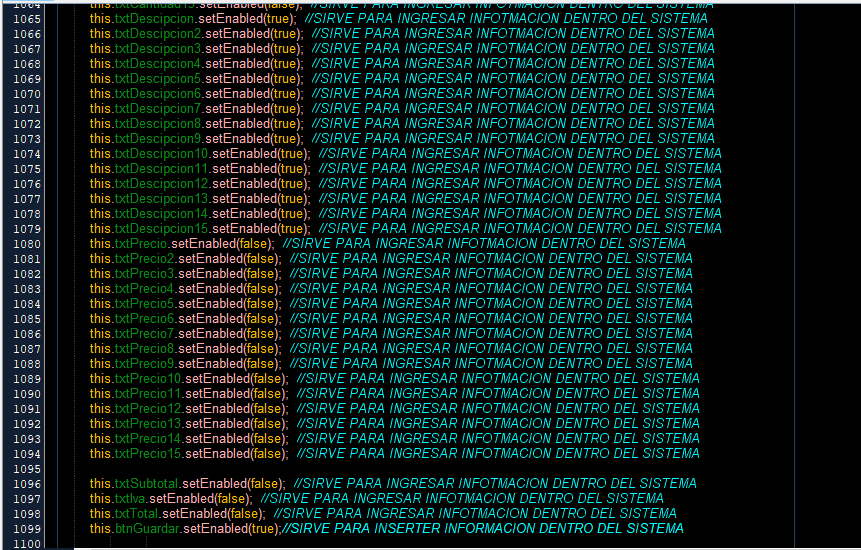 1064 this.txtCantidad15.setEnabled(false); //SIRVE PARA INGRESAR INFOTMACION DENTRO DEL SISTEMA
1065 this.txtDescipcion.setEnabled(true); //SIRVE PARA INGRESAR INFOTMACION DENTRO DEL SISTEMA
1066 this.txtDescipcion2.setEnabled(true); //SIRVE PARA INGRESAR INFOTMACION DENTRO DEL SISTEMA
1067 this.txtDescipcion3.setEnabled(true); //SIRVE PARA INGRESAR INFOTMACION DENTRO DEL SISTEMA
1068 this.txtDescipcion4.setEnabled(true); //SIRVE PARA INGRESAR INFOTMACION DENTRO DEL SISTEMA
1069 this.txtDescipcion5.setEnabled(true); //SIRVE PARA INGRESAR INFOTMACION DENTRO DEL SISTEMA
1070 this.txtDescipcion6.setEnabled(true); //SIRVE PARA INGRESAR INFOTMACION DENTRO DEL SISTEMA
1071 this.txtDescipcion7.setEnabled(true); //SIRVE PARA INGRESAR INFOTMACION DENTRO DEL SISTEMA
1072 this.txtDescipcion8.setEnabled(true); //SIRVE PARA INGRESAR INFOTMACION DENTRO DEL SISTEMA
1073 this.txtDescipcion9.setEnabled(true); //SIRVE PARA INGRESAR INFOTMACION DENTRO DEL SISTEMA
1074 this.txtDescipcion10.setEnabled(true); //SIRVE PARA INGRESAR INFOTMACION DENTRO DEL SISTEMA
1075 this.txtDescipcion11.setEnabled(true); //SIRVE PARA INGRESAR INFOTMACION DENTRO DEL SISTEMA
1076 this.txtDescipcion12.setEnabled(true); //SIRVE PARA INGRESAR INFOTMACION DENTRO DEL SISTEMA
1077 this.txtDescipcion13.setEnabled(true); //SIRVE PARA INGRESAR INFOTMACION DENTRO DEL SISTEMA
1078 this.txtDescipcion14.setEnabled(true); //SIRVE PARA INGRESAR INFOTMACION DENTRO DEL SISTEMA
1079 this.txtDescipcion15.setEnabled(true); //SIRVE PARA INGRESAR INFOTMACION DENTRO DEL SISTEMA
1080 this.txtPrecio.setEnabled(false); //SIRVE PARA INGRESAR INFOTMACION DENTRO DEL SISTEMA
1081 this.txtPrecio2.setEnabled(false); //SIRVE PARA INGRESAR INFOTMACION DENTRO DEL SISTEMA
1082 this.txtPrecio3.setEnabled(false); //SIRVE PARA INGRESAR INFOTMACION DENTRO DEL SISTEMA
1083 this.txtPrecio4.setEnabled(false); //SIRVE PARA INGRESAR INFOTMACION DENTRO DEL SISTEMA
1084 this.txtPrecio5.setEnabled(false); //SIRVE PARA INGRESAR INFOTMACION DENTRO DEL SISTEMA
1085 this.txtPrecio6.setEnabled(false); //SIRVE PARA INGRESAR INFOTMACION DENTRO DEL SISTEMA
1086 this.txtPrecio7.setEnabled(false); //SIRVE PARA INGRESAR INFOTMACION DENTRO DEL SISTEMA
1087 this.txtPrecio8.setEnabled(false); //SIRVE PARA INGRESAR INFOTMACION DENTRO DEL SISTEMA
1088 this.txtPrecio9.setEnabled(false); //SIRVE PARA INGRESAR INFOTMACION DENTRO DEL SISTEMA
1089 this.txtPrecio10.setEnabled(false); //SIRVE PARA INGRESAR INFOTMACION DENTRO DEL SISTEMA
1090 this.txtPrecio11.setEnabled(false); //SIRVE PARA INGRESAR INFOTMACION DENTRO DEL SISTEMA
1091 this.txtPrecio12.setEnabled(false); //SIRVE PARA INGRESAR INFOTMACION DENTRO DEL SISTEMA
1092 this.txtPrecio13.setEnabled(false); //SIRVE PARA INGRESAR INFOTMACION DENTRO DEL SISTEMA
1093 this.txtPrecio14.setEnabled(false); //SIRVE PARA INGRESAR INFOTMACION DENTRO DEL SISTEMA
1094 this.txtPrecio15.setEnabled(false); //SIRVE PARA INGRESAR INFOTMACION DENTRO DEL SISTEMA
1095
1096 this.txtSubtotal.setEnabled(false); //SIRVE PARA INGRESAR INFOTMACION DENTRO DEL SISTEMA
1097 this.txtIva.setEnabled(false); //SIRVE PARA INGRESAR INFOTMACION DENTRO DEL SISTEMA
1098 this.txtTotal.setEnabled(false); //SIRVE PARA INGRESAR INFOTMACION DENTRO DEL SISTEMA
1099 this.btnGuardar.setEnabled(true);//SIRVE PARA INSERTER INFORMACION DENTRO DEL SISTEMA
1100